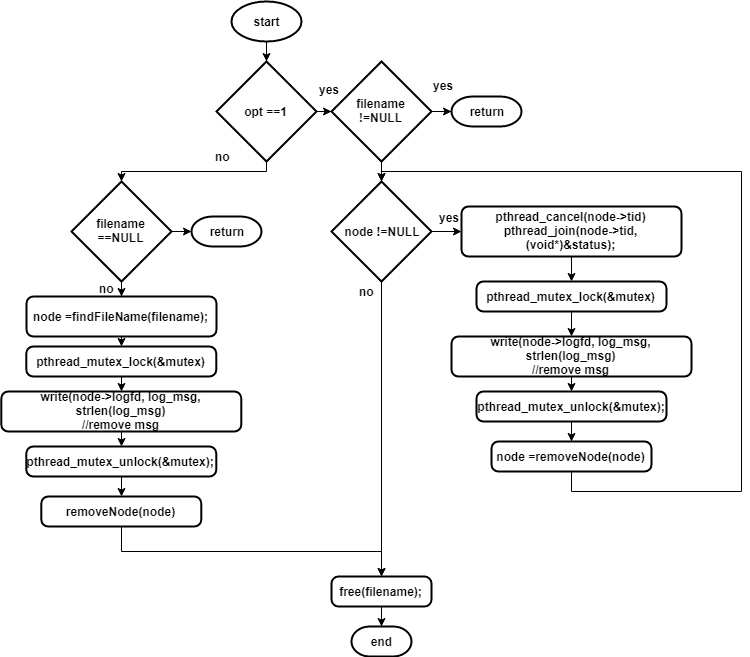 start
opt ==1
yes
filename
!=NULL
yes
return
no
filename
==NULL
return
no
node =findFileName(filename);
pthread_mutex_lock(&mutex)
write(node->logfd, log_msg,
strlen(log_msg)
//remove msg
pthread_mutex_unlock(&mutex);
removeNode(node)
node !=NULL
yes
no
pthread_cancel(node->tid)
pthread_join(node->tid,
(void*)&status);
pthread_mutex_lock(&mutex)
write(node->logfd, log_msg,
strlen(log_msg)
//remove msg
pthread_mutex_unlock(&mutex);
node =removeNode(node)
free(filename);
end